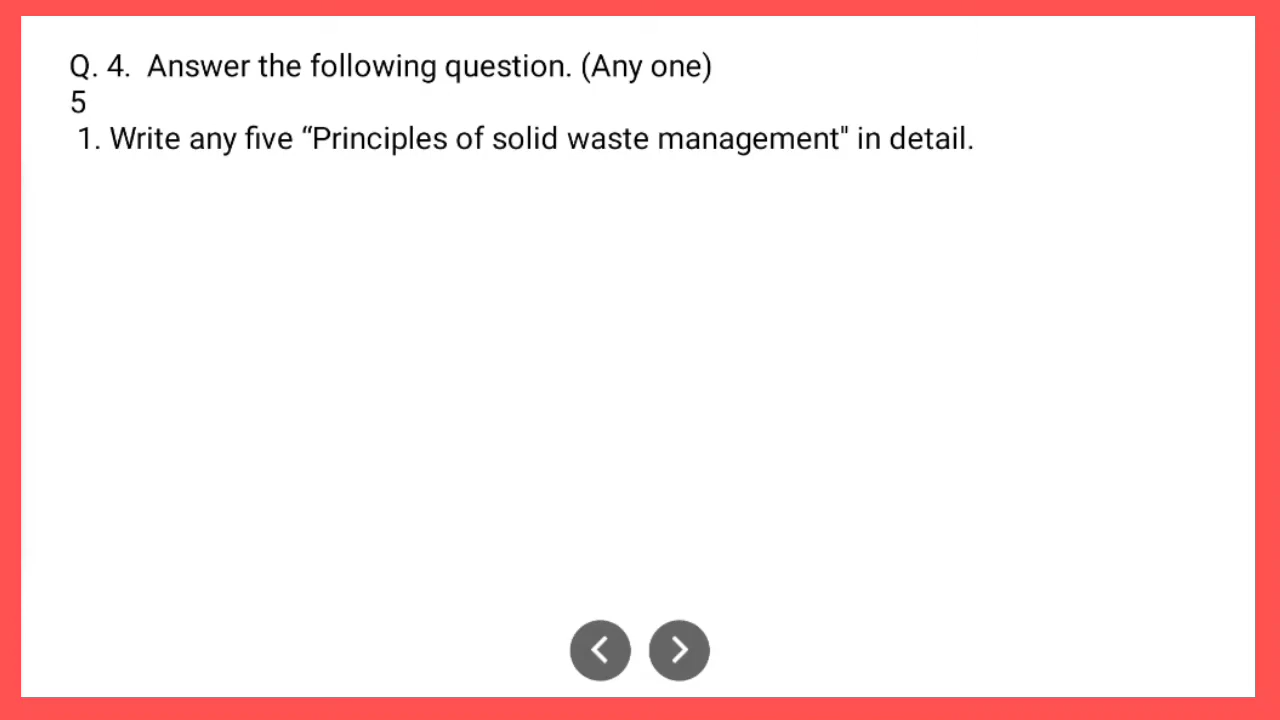 Q. 4.  Answer the following question. (Any one)
5
1. Write any five “Principles of solid waste management" in detail.